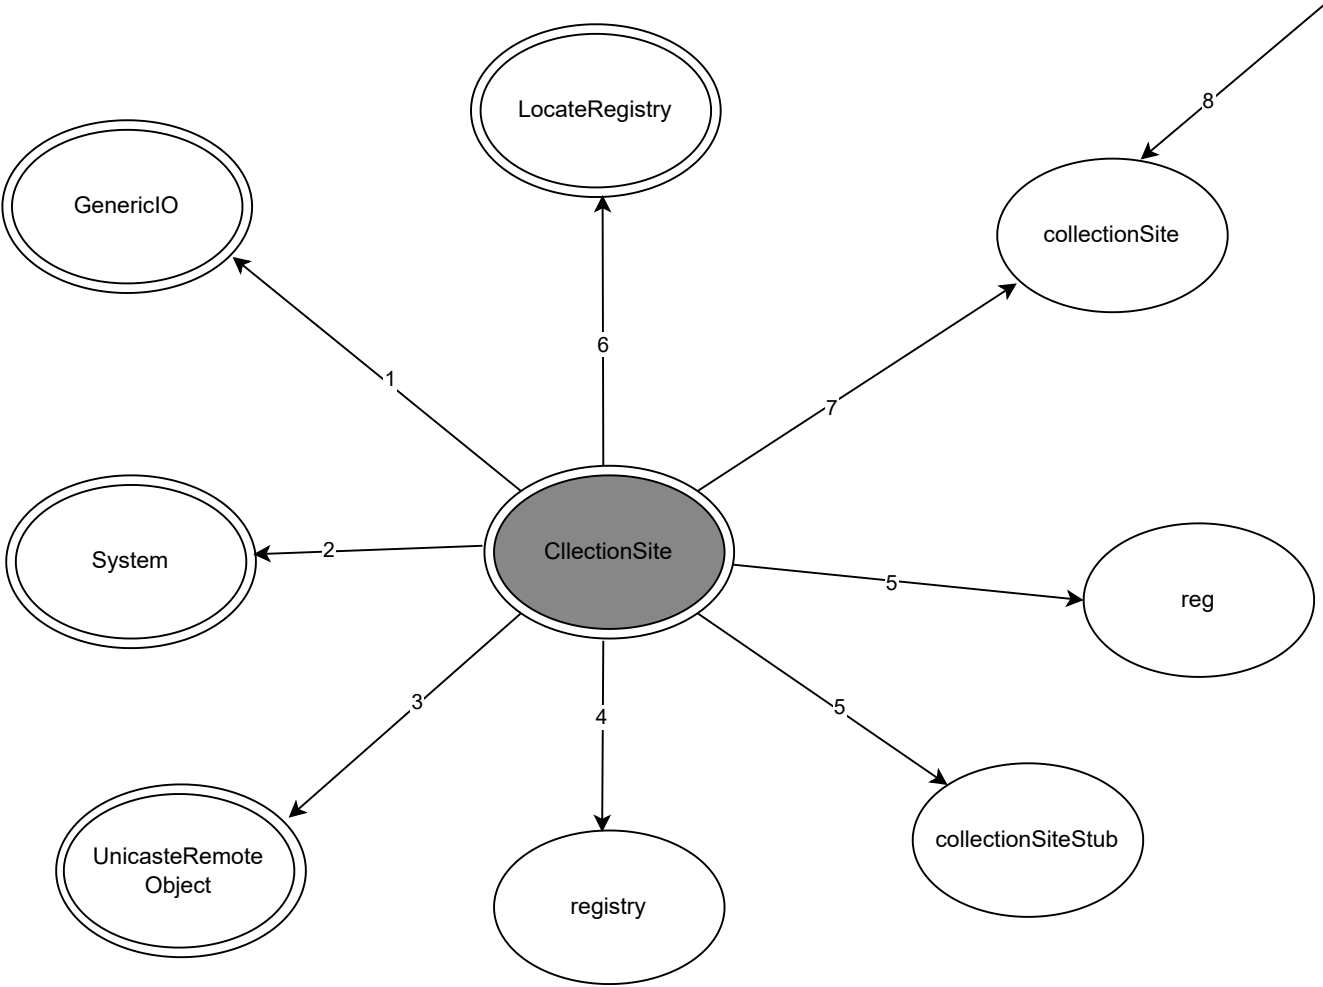 8
LocateRegistry
GenericIO
collectionSite
6
1
7
CllectionSite
2
System
5
reg
3
4
5
collectionSiteStub
UnicasteRemote
Object
registry